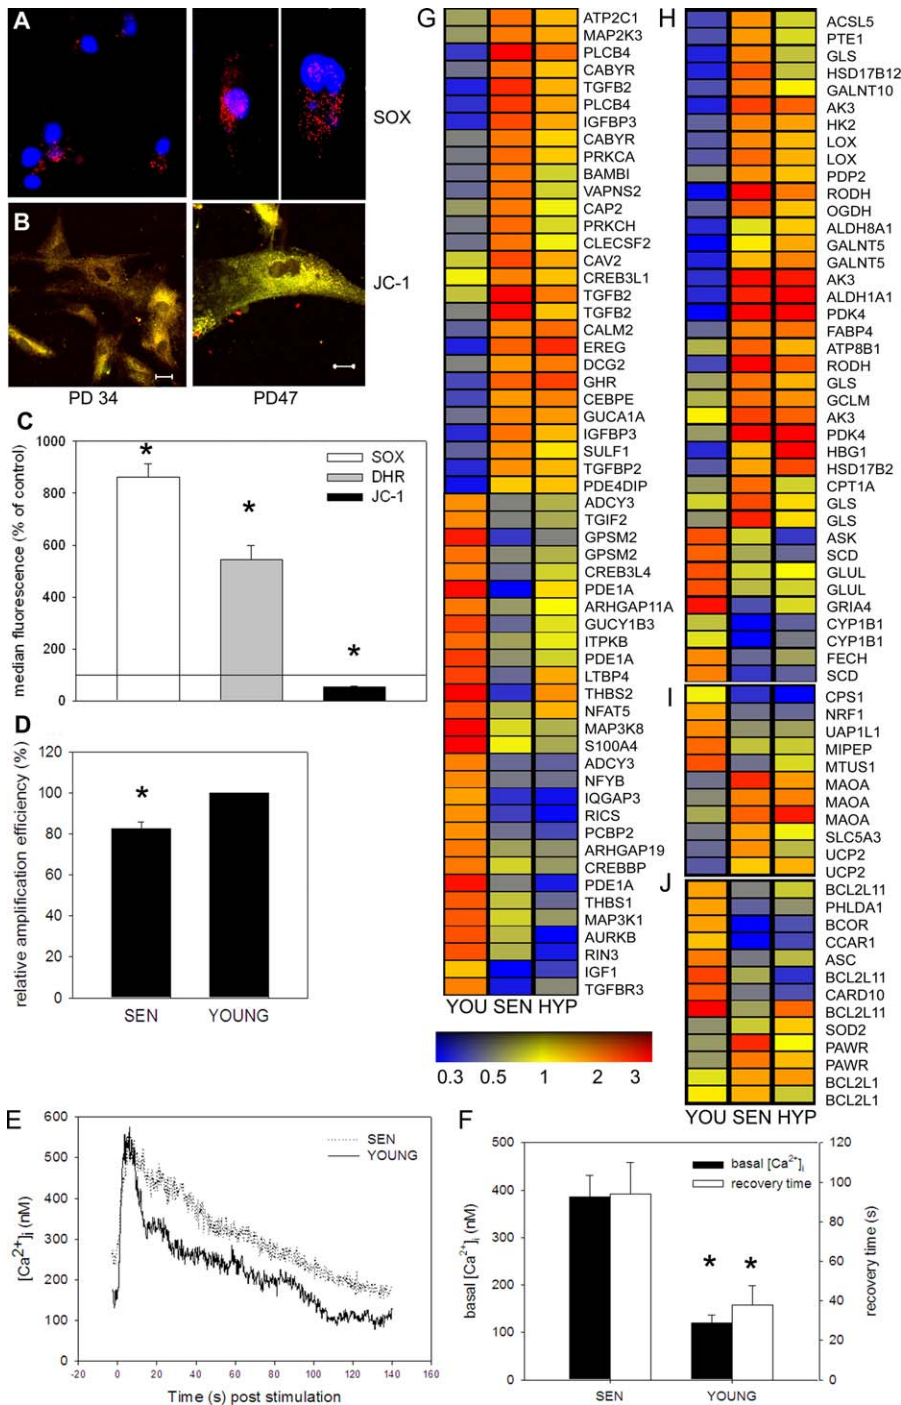 A
SOX
B
JC-1
PD 34
PD47
C
1000
800
600
400
200
0
median fluorescence (% of control)
SOX
DHR
JC-1
*
*
*
D
120
100
80
60
40
20
0
relative amplification efficiency (%)
*
SEN
YOUNG
G
ATP2C1
MAP2K3
PLCB4
CABYR
TGFB2
PLCB4
IGFBP3
CABYR
PRKCA
BAMBI
VAPNS2
CAP2
PRKCH
CLECSF2
CAV2
CREB3L1
TGFB2
TGFB2
CALM2
EREG
DCG2
GHR
CEBPE
GUCA1A
IGFBP3
SULF1
TGFBP2
PDE4DIP
ADCY3
TGIF2
GPSM2
GPSM2
CREB3L4
PDE1A
ARHGAP11A
GUCY1B3
ITPKB
PDE1A
LTBP4
THBS2
NFAT5
MAP3K8
S100A4
ADCY3
NFYB
IQGAP3
RICS
PCBP2
ARHGAP19
CREBBP
PDE1A
THBS1
MAP3K1
AURKB
RIN3
IGF1
TGFBR3
YOU SEN HYP
0.3 0.5 1 2 3
H
ACSL5
PTE1
GLS
HSD17B12
GALNT10
AK3
HK2
LOX
LOX
PDP2
RODH
OGDH
ALDH8A1
GALNT5
GALNT5
AK3
ALDH1A1
PDK4
FABP4
ATP8B1
RODH
GLS
GCLM
AK3
PDK4
HBG1
HSD17B2
CPT1A
GLS
GLS
ASK
SCD
GLUL
GLUL
GRIA4
CYP1B1
CYP1B1
FECH
SCD
I
CPS1
NRF1
UAP1L1
MIPEP
MTUS1
MAOA
MAOA
MAOA
SLC5A3
UCP2
UCP2
J
BCL2L11
PHLDA1
BCOR
CCAR1
ASC
BCL2L11
CARD10
BCL2L11
SOD2
PAWR
PAWR
BCL2L1
BCL2L1
YOU SEN HYP
E
600
500
400
300
200
100
0
[Ca2+]i (nM)
SEN
YOUNG
-20 0 20 40 60 80 100 120 140 160
Time (s) post stimulation
F
500
400
300
200
100
0
basal [Ca2+]i (nM)
basal [Ca2+]i
recovery time
* *
120
100
80
60
40
20
0
recovery time (s)
SEN
YOUNG